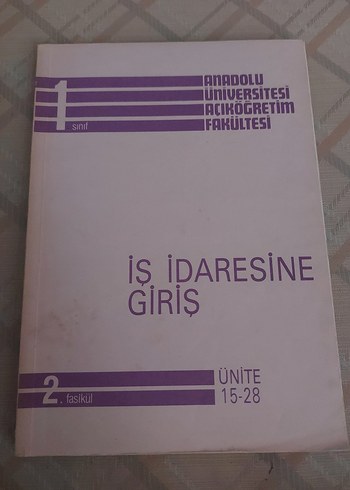 1 sınıf
ANADOLU
ÜNİVERSİTESİ
AÇIKÖĞRETİM
FAKÜLTESİ
İŞ İDARESİNE
GİRİŞ
2. fasikül
ÜNİTE
15-28